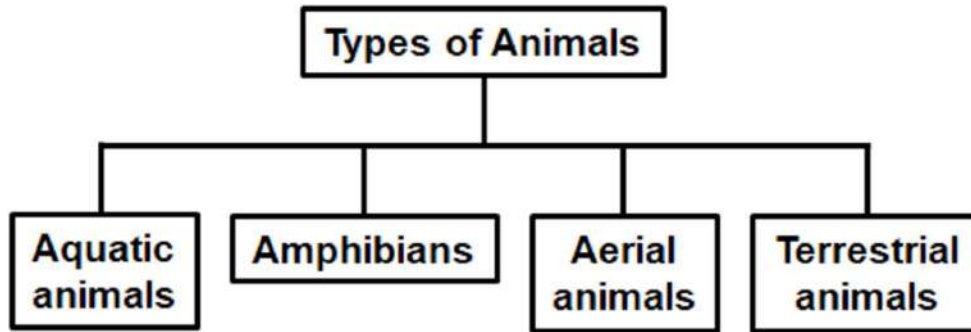 Types of Animals
Aquatic
animals
Amphibians
Aerial
animals
Terrestrial
animals